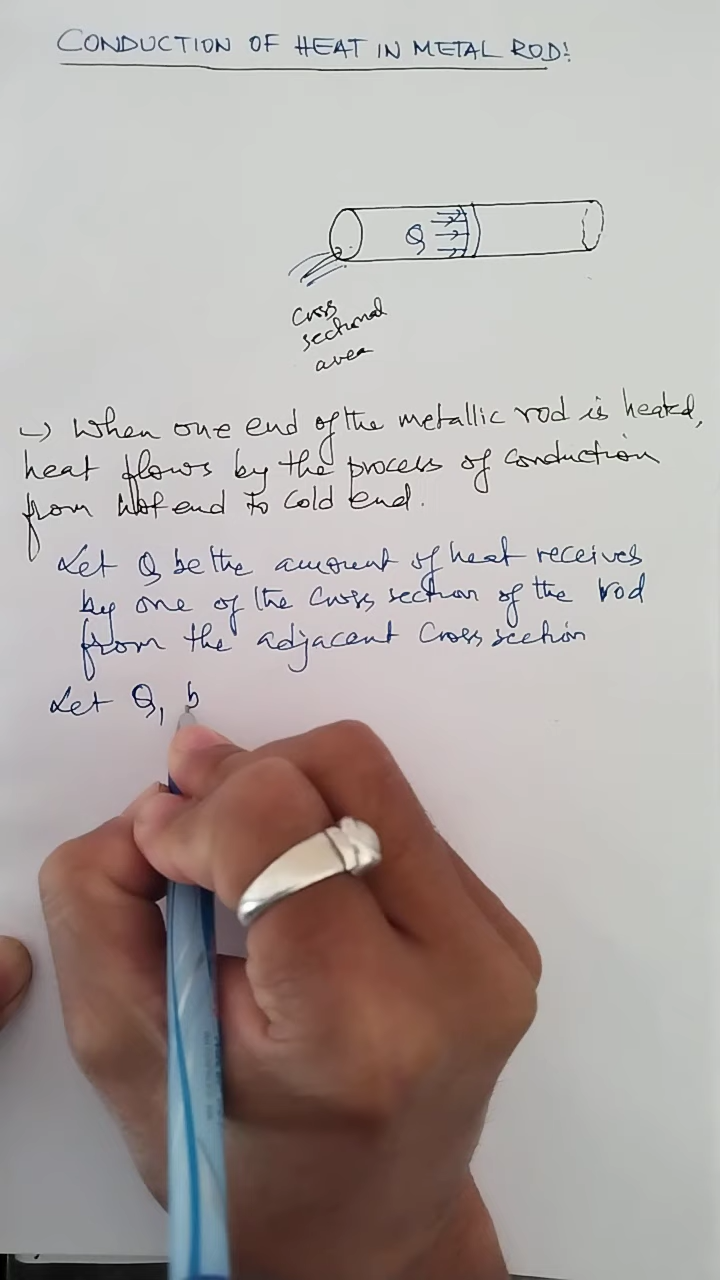 CONDUCTION OF HEAT IN METAL ROD:
Q
Cross
sectional
area
↳ When one end of the metallic rod is heated,
heat flows by the process of conduction
from hot end to cold end.
Let Q be the amount of heat receives
by one of the cross section of the rod
from the adjacent cross section
Let Q, b